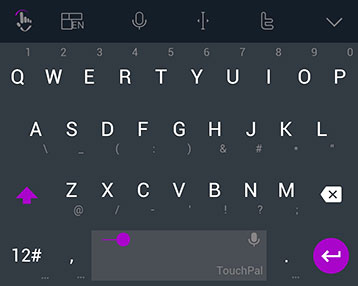 EN
1 2 3 4 5 6 7 8 9 0
Q W E R T Y U I O P
A S D F G H J K L
\ _ ( : ) & # * "
Z X C V B N M
@ / - ' ! ? ;
12# , .
... ...
TouchPal